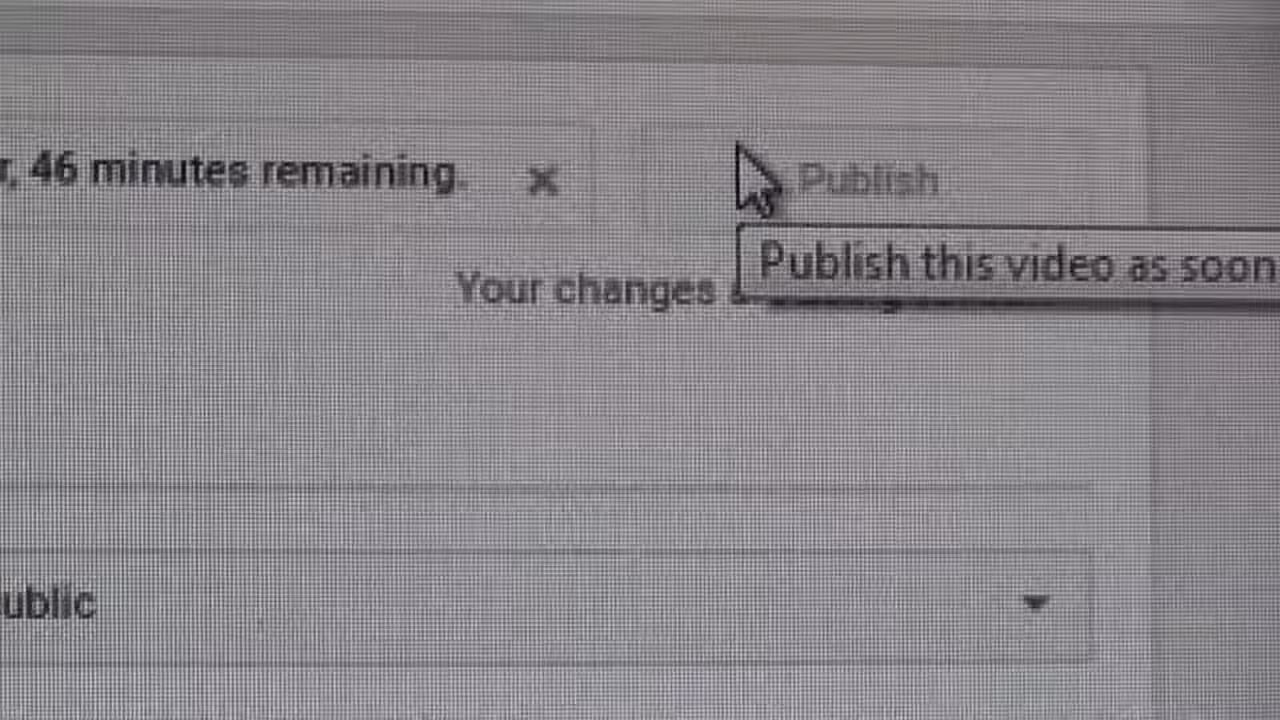 r, 46 minutes remaining.
Publish
Publish this video as soon
Your changes
ublic